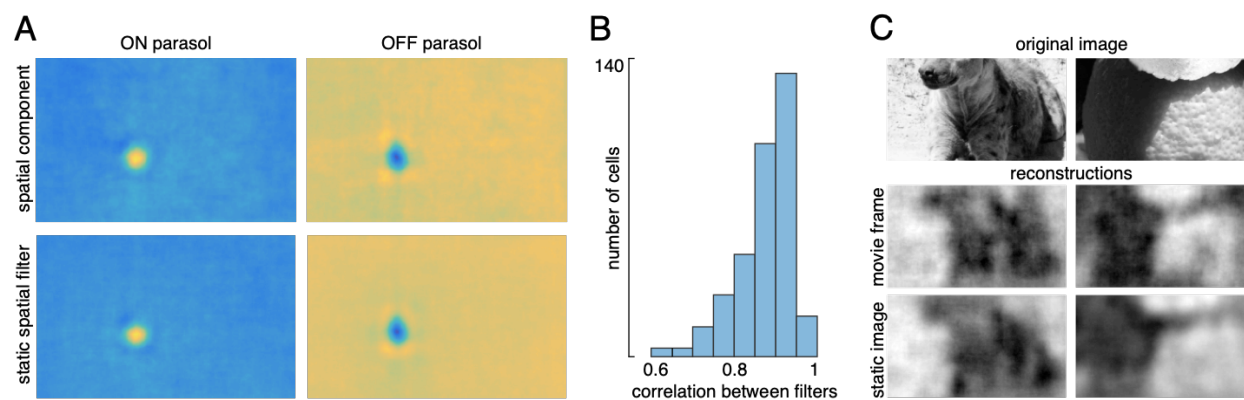 A
ON parasol
OFF parasol
spatial component
static spatial filter
B
140
number of cells
0.6
0.8
1
correlation between filters
C
original image
reconstructions
movie frame
static image